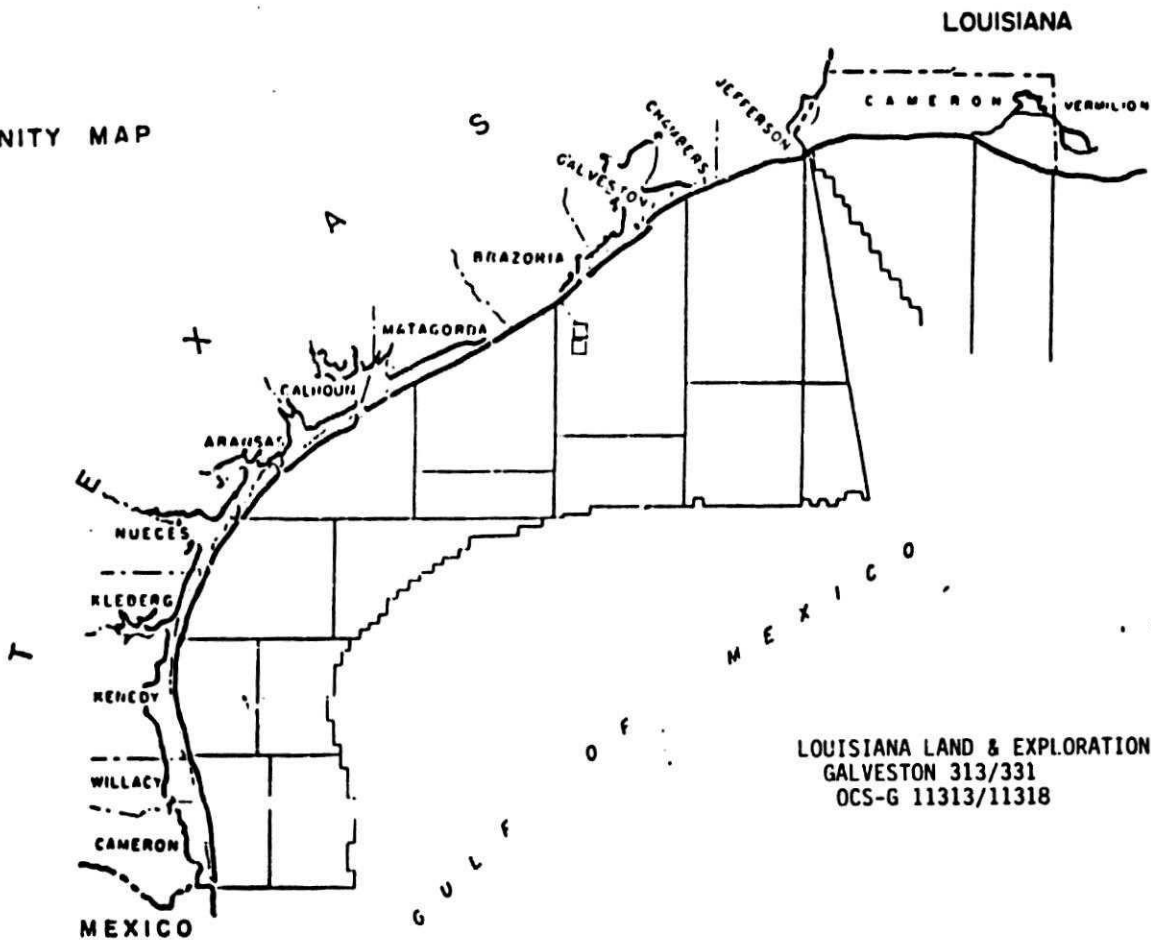 LOUISIANA
NITY MAP
JEFFERSON
CAMERON
VERMILION
CHAMBERS
GALVESTON
BRAZORIA
MATAGORDA
CALHOUN
ARANSAS
NUECES
KLEBERG
KENEDY
WILLACY
CAMERON
MEXICO
T E X A S
GULF OF MEXICO
LOUISIANA LAND & EXPLORATION
GALVESTON 313/331
OCS-G 11313/11318